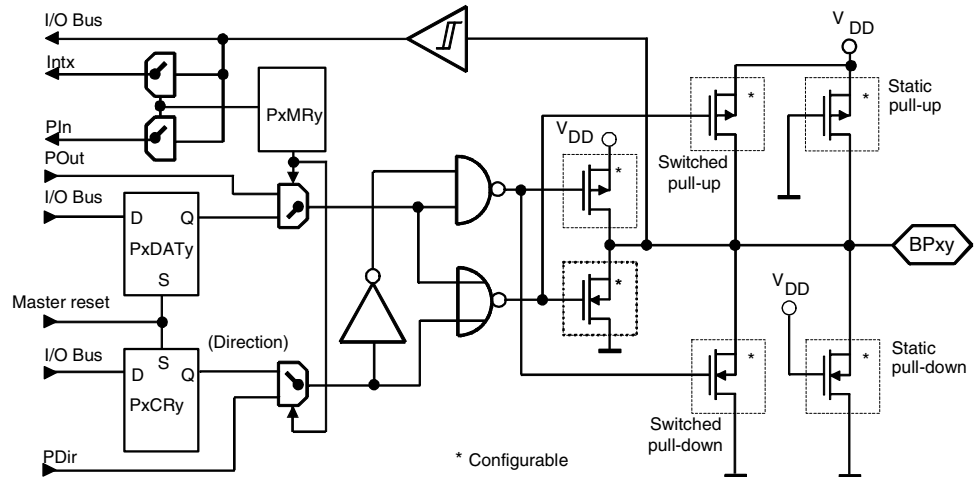 I/O Bus
V DD
Intx
*
*
Static
pull-up
PxMRy
V DD
PIn
Switched
pull-up
POut
*
I/O Bus
D Q
PxDATy
BPxy
S
*
V DD
Master reset
(Direction)
S
I/O Bus
D Q
*
*
Static
pull-down
PxCRy
Switched
pull-down
PDir
* Configurable